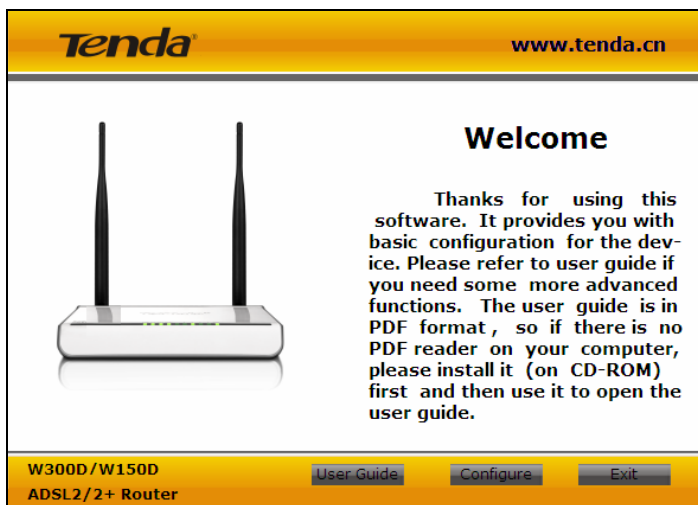 Tenda®
www.tenda.cn
Welcome
Thanks for using this
software. It provides you with
basic configuration for the dev-
ice. Please refer to user guide if
you need some more advanced
functions. The user guide is in
PDF format , so if there is no
PDF reader on your computer,
please install it (on CD-ROM)
first and then use it to open the
user guide.
W300D/W150D
ADSL2/2+ Router
User Guide
Configure
Exit